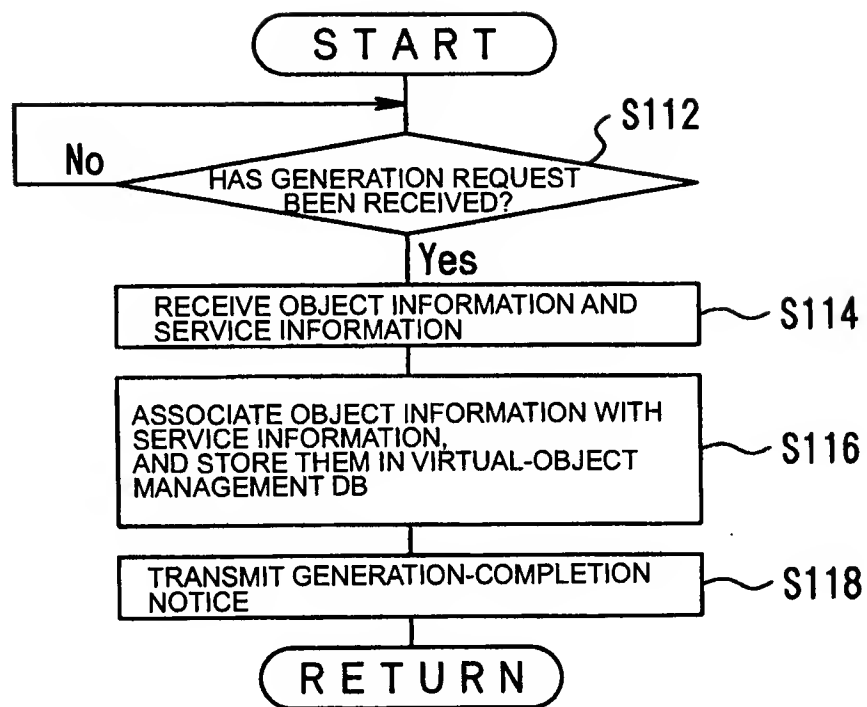 START
S112
No
HAS GENERATION REQUEST
BEEN RECEIVED?
Yes
RECEIVE OBJECT INFORMATION AND
SERVICE INFORMATION
S114
ASSOCIATE OBJECT INFORMATION WITH
SERVICE INFORMATION,
AND STORE THEM IN VIRTUAL-OBJECT
MANAGEMENT DB
S116
TRANSMIT GENERATION-COMPLETION
NOTICE
S118
RETURN